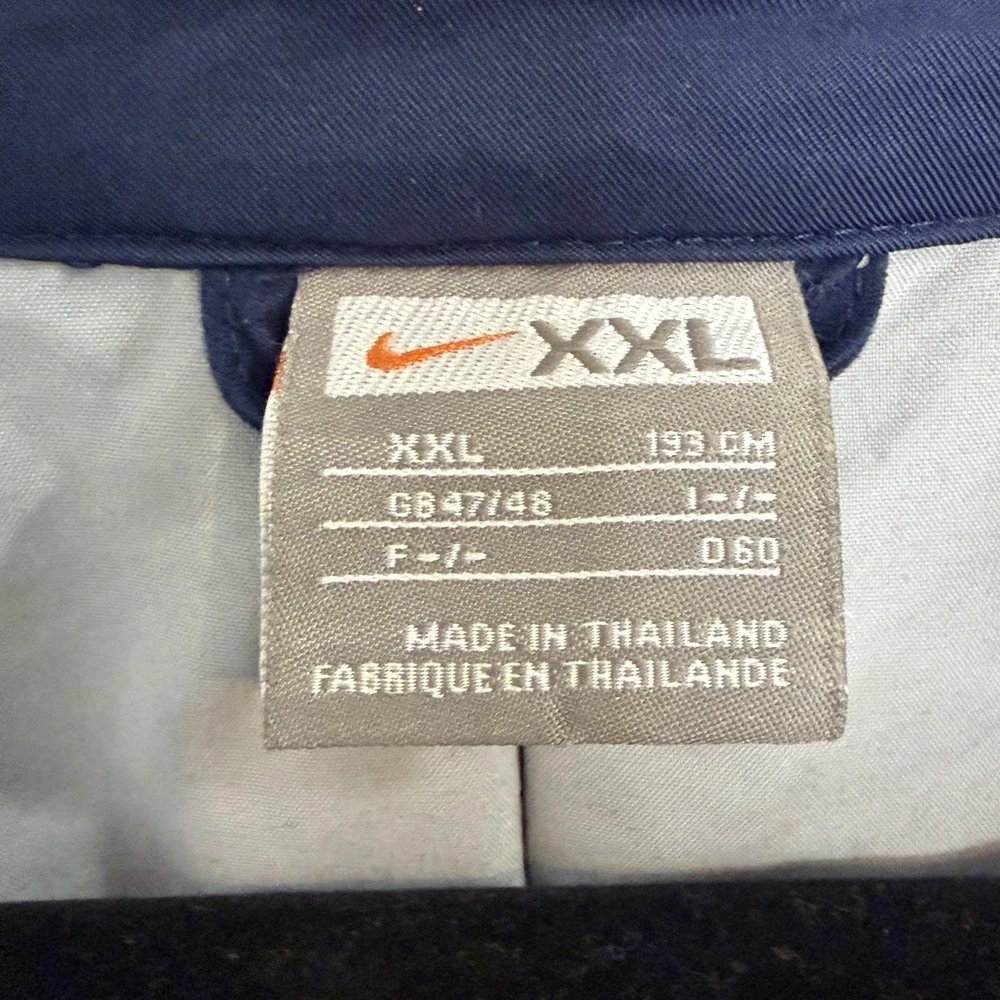 XXL
XXL 193 CM
GB 47/48 I -/-
F -/- D 60
MADE IN THAILAND
FABRIQUE EN THAILANDE